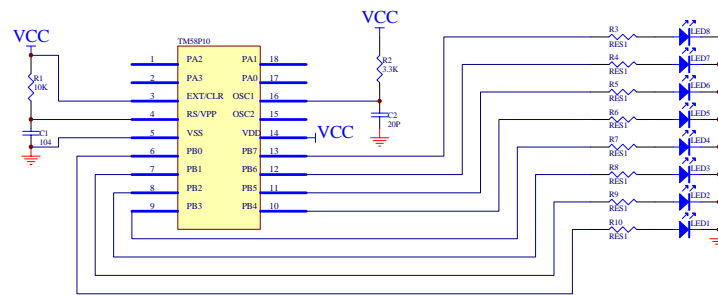 VCC
R1
10K
C1
104
TM58P10
1 PA2 PA1 18
2 PA3 PA0 17
3 EXT/CLR OSC1 16
4 RS/VPP OSC2 15
5 VSS VDD 14
6 PB0 PB7 13
7 PB1 PB6 12
8 PB2 PB5 11
9 PB3 PB4 10
VCC
VCC
R2
3.3K
C2
20P
R3
RES1
LED8
R4
RES1
LED7
R5
RES1
LED6
R6
RES1
LED5
R7
RES1
LED4
R8
RES1
LED3
R9
RES1
LED2
R10
RES1
LED1